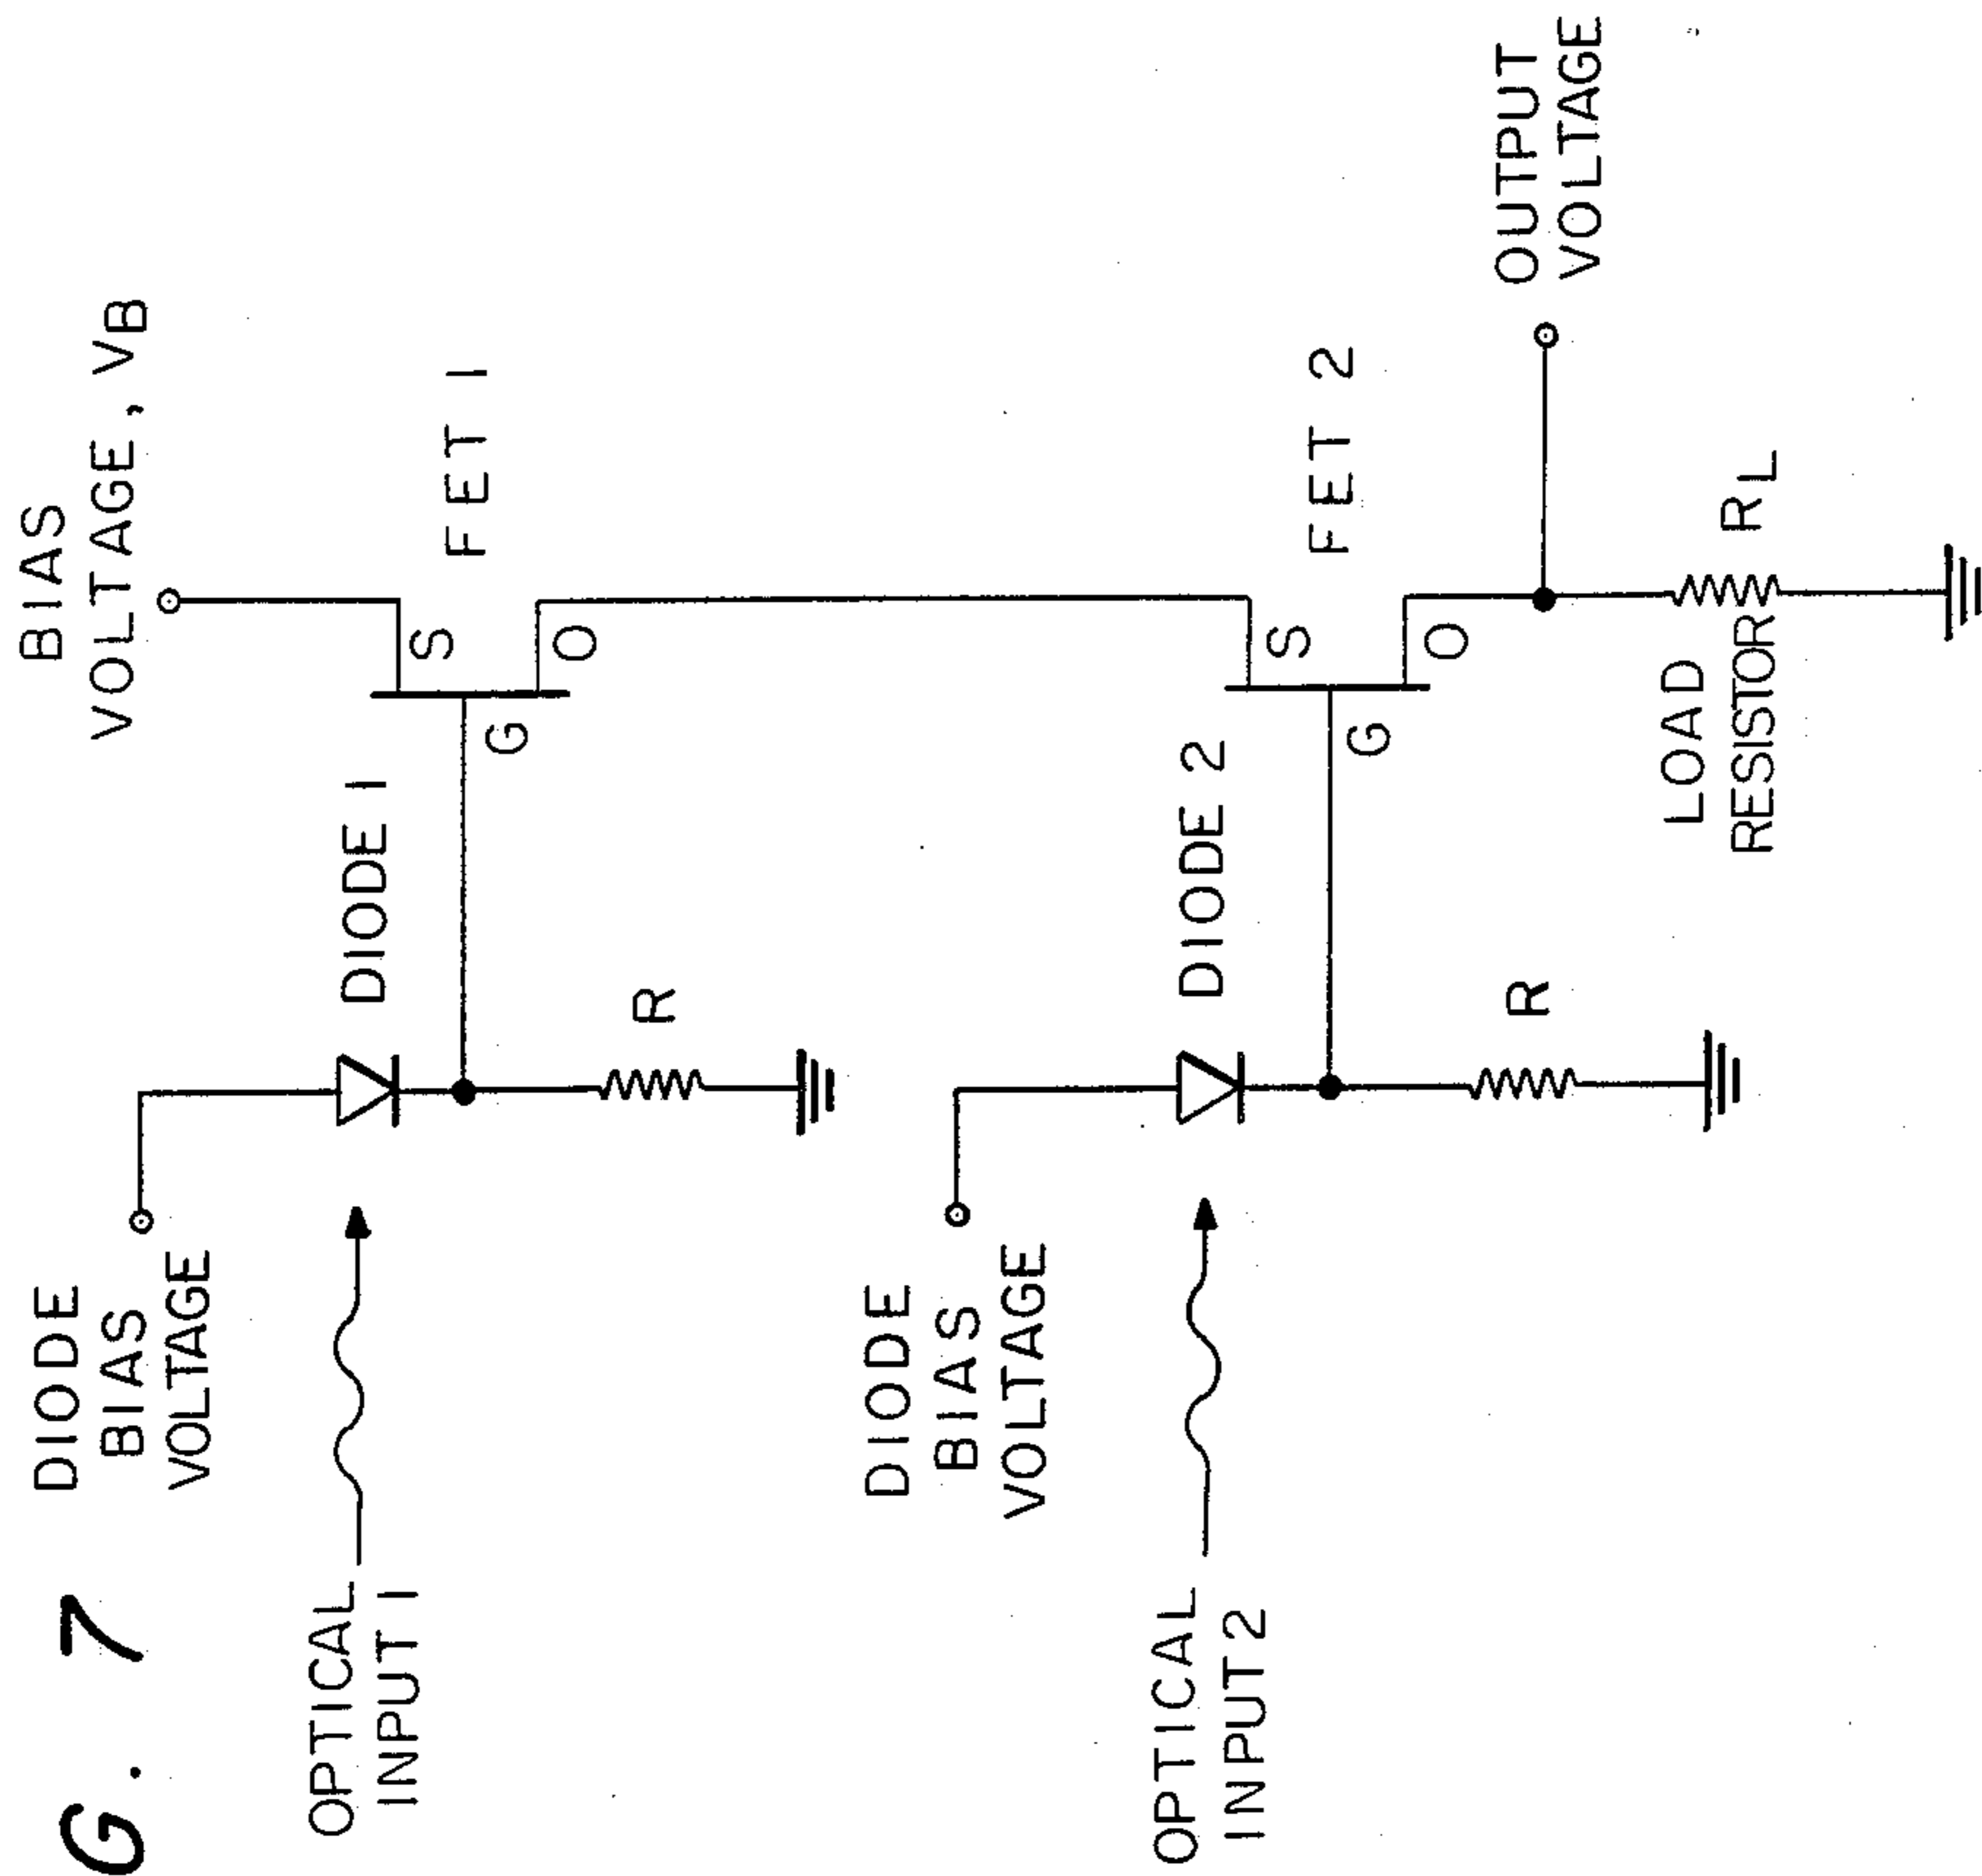 G. 7
DIODE
BIAS
VOLTAGE
BIAS
VOLTAGE, VB
OPTICAL
INPUT 1
DIODE 1
FET 1
S
G
O
R
DIODE
BIAS
VOLTAGE
OPTICAL
INPUT 2
DIODE 2
FET 2
S
G
O
R
OUTPUT
VOLTAGE
LOAD
RESISTOR
RL